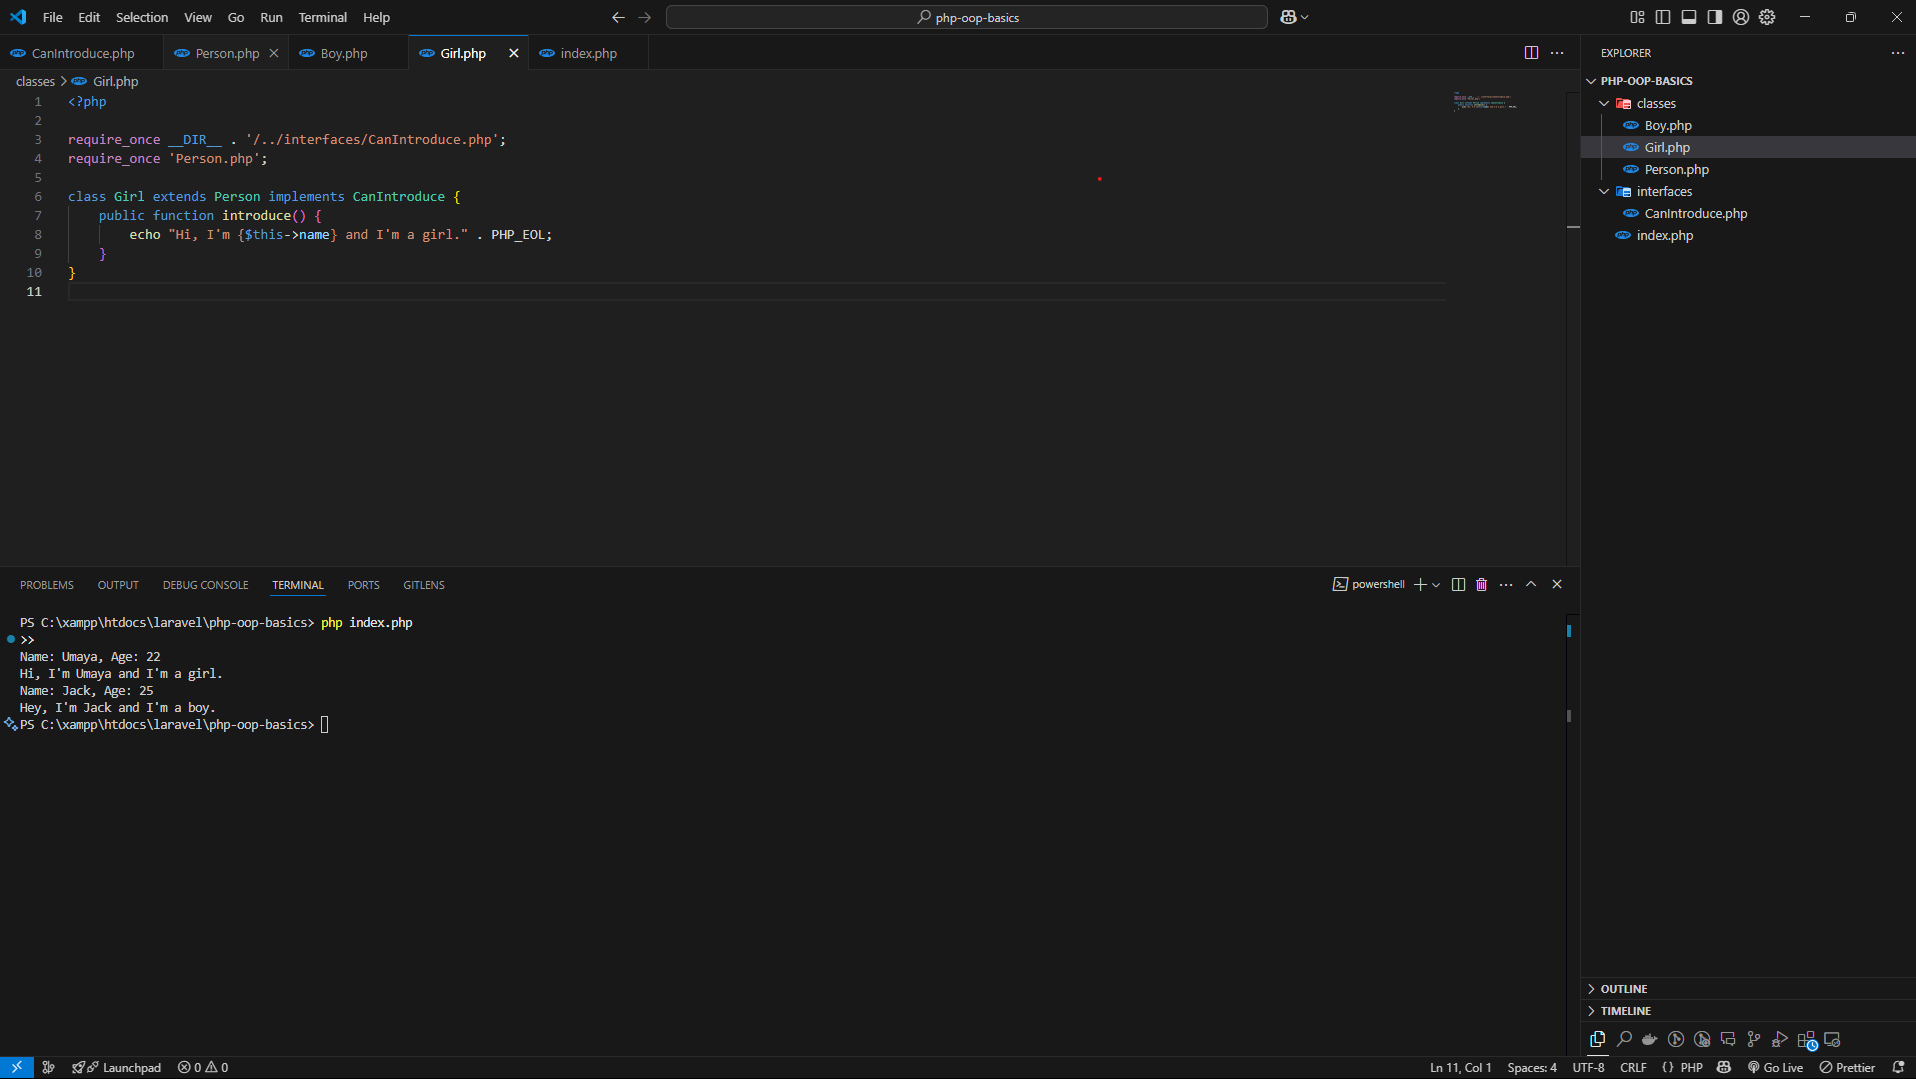 File Edit Selection View Go Run Terminal Help
php-oop-basics
CanIntroduce.php Person.php Boy.php Girl.php index.php
classes > Girl.php
1 <?php
2
3 require_once __DIR__ . '/../interfaces/CanIntroduce.php';
4 require_once 'Person.php';
5
6 class Girl extends Person implements CanIntroduce {
7 public function introduce() {
8 echo "Hi, I'm {$this->name} and I'm a girl." . PHP_EOL;
9 }
10 }
11
PROBLEMS OUTPUT DEBUG CONSOLE TERMINAL PORTS GITLENS
powershell
PS C:\xampp\htdocs\laravel\php-oop-basics> php index.php
>>
Name: Umaya, Age: 22
Hi, I'm Umaya and I'm a girl.
Name: Jack, Age: 25
Hey, I'm Jack and I'm a boy.
PS C:\xampp\htdocs\laravel\php-oop-basics>
EXPLORER
PHP-OOP-BASICS
classes
Boy.php
Girl.php
Person.php
interfaces
CanIntroduce.php
index.php
OUTLINE
TIMELINE
Launchpad 0 0
Ln 11, Col 1 Spaces: 4 UTF-8 CRLF {} PHP Go Live Prettier